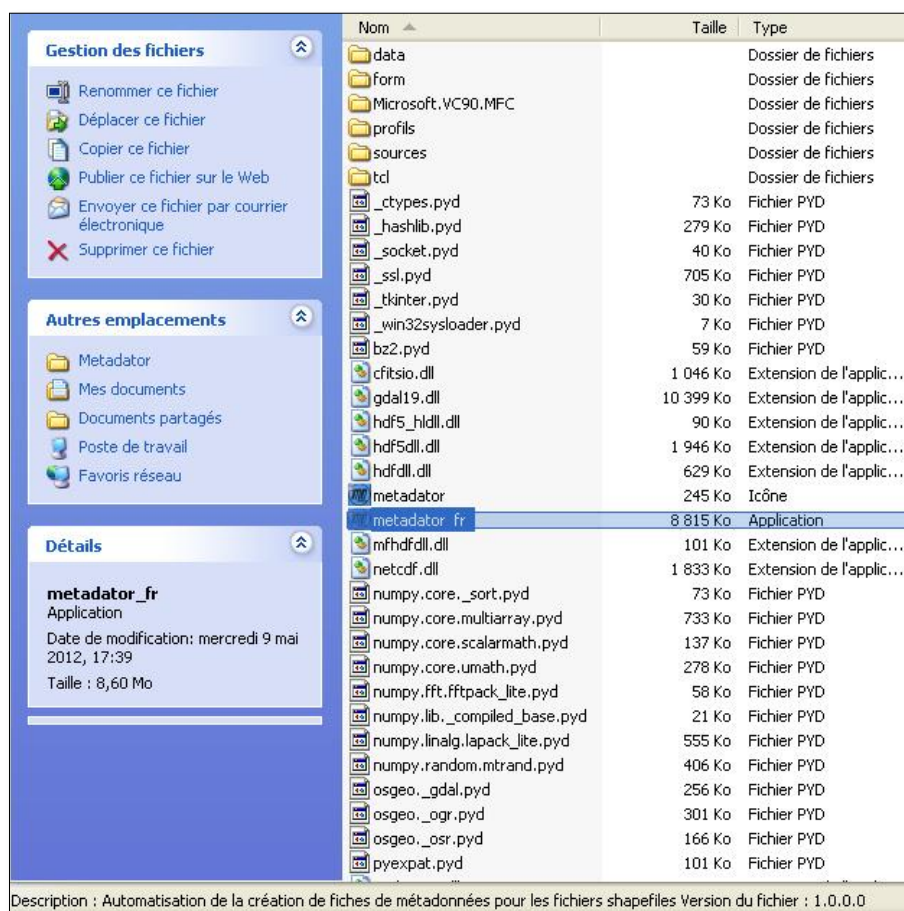 Gestion des fichiers
Renommer ce fichier
Déplacer ce fichier
Copier ce fichier
Publier ce fichier sur le Web
Envoyer ce fichier par courrier
électronique
Supprimer ce fichier
Autres emplacements
Metadator
Mes documents
Documents partagés
Poste de travail
Favoris réseau
Détails
metadator_fr
Application
Date de modification: mercredi 9 mai
2012, 17:39
Taille : 8,60 Mo
Nom Taille Type
data Dossier de fichiers
form Dossier de fichiers
Microsoft.VC90.MFC Dossier de fichiers
profils Dossier de fichiers
sources Dossier de fichiers
tcl Dossier de fichiers
_ctypes.pyd 73 Ko Fichier PYD
_hashlib.pyd 279 Ko Fichier PYD
_socket.pyd 40 Ko Fichier PYD
_ssl.pyd 705 Ko Fichier PYD
_tkinter.pyd 30 Ko Fichier PYD
_win32sysloader.pyd 7 Ko Fichier PYD
bz2.pyd 59 Ko Fichier PYD
cfitsio.dll 1 046 Ko Extension de l'applic...
gdal19.dll 10 399 Ko Extension de l'applic...
hdf5_hldll.dll 90 Ko Extension de l'applic...
hdf5dll.dll 1 946 Ko Extension de l'applic...
hdfdll.dll 629 Ko Extension de l'applic...
metadator 245 Ko Icône
metadator_fr 8 815 Ko Application
mfhdfdll.dll 101 Ko Extension de l'applic...
netcdf.dll 1 833 Ko Extension de l'applic...
numpy.core._sort.pyd 73 Ko Fichier PYD
numpy.core.multiarray.pyd 733 Ko Fichier PYD
numpy.core.scalarmath.pyd 137 Ko Fichier PYD
numpy.core.umath.pyd 278 Ko Fichier PYD
numpy.fft.fftpack_lite.pyd 58 Ko Fichier PYD
numpy.lib._compiled_base.pyd 21 Ko Fichier PYD
numpy.linalg.lapack_lite.pyd 555 Ko Fichier PYD
numpy.random.mtrand.pyd 406 Ko Fichier PYD
osgeo._gdal.pyd 256 Ko Fichier PYD
osgeo._ogr.pyd 301 Ko Fichier PYD
osgeo._osr.pyd 166 Ko Fichier PYD
pyexpat.pyd 101 Ko Fichier PYD
Description : Automatisation de la création de fiches de métadonnées pour les fichiers shapefiles Version du fichier : 1.0.0.0